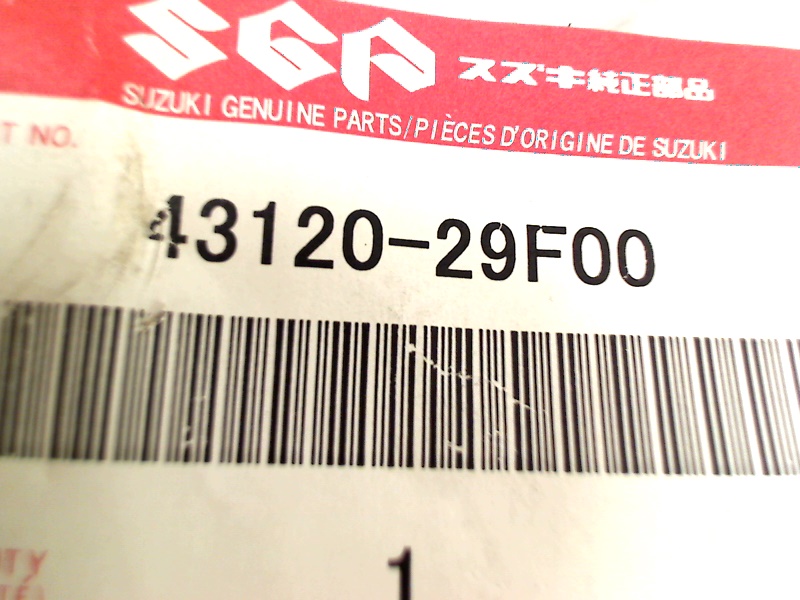 SGP スズキ純正部品
SUZUKI GENUINE PARTS/PIÈCES D'ORIGINE DE SUZUKI
T NO.
43120-29F00
1